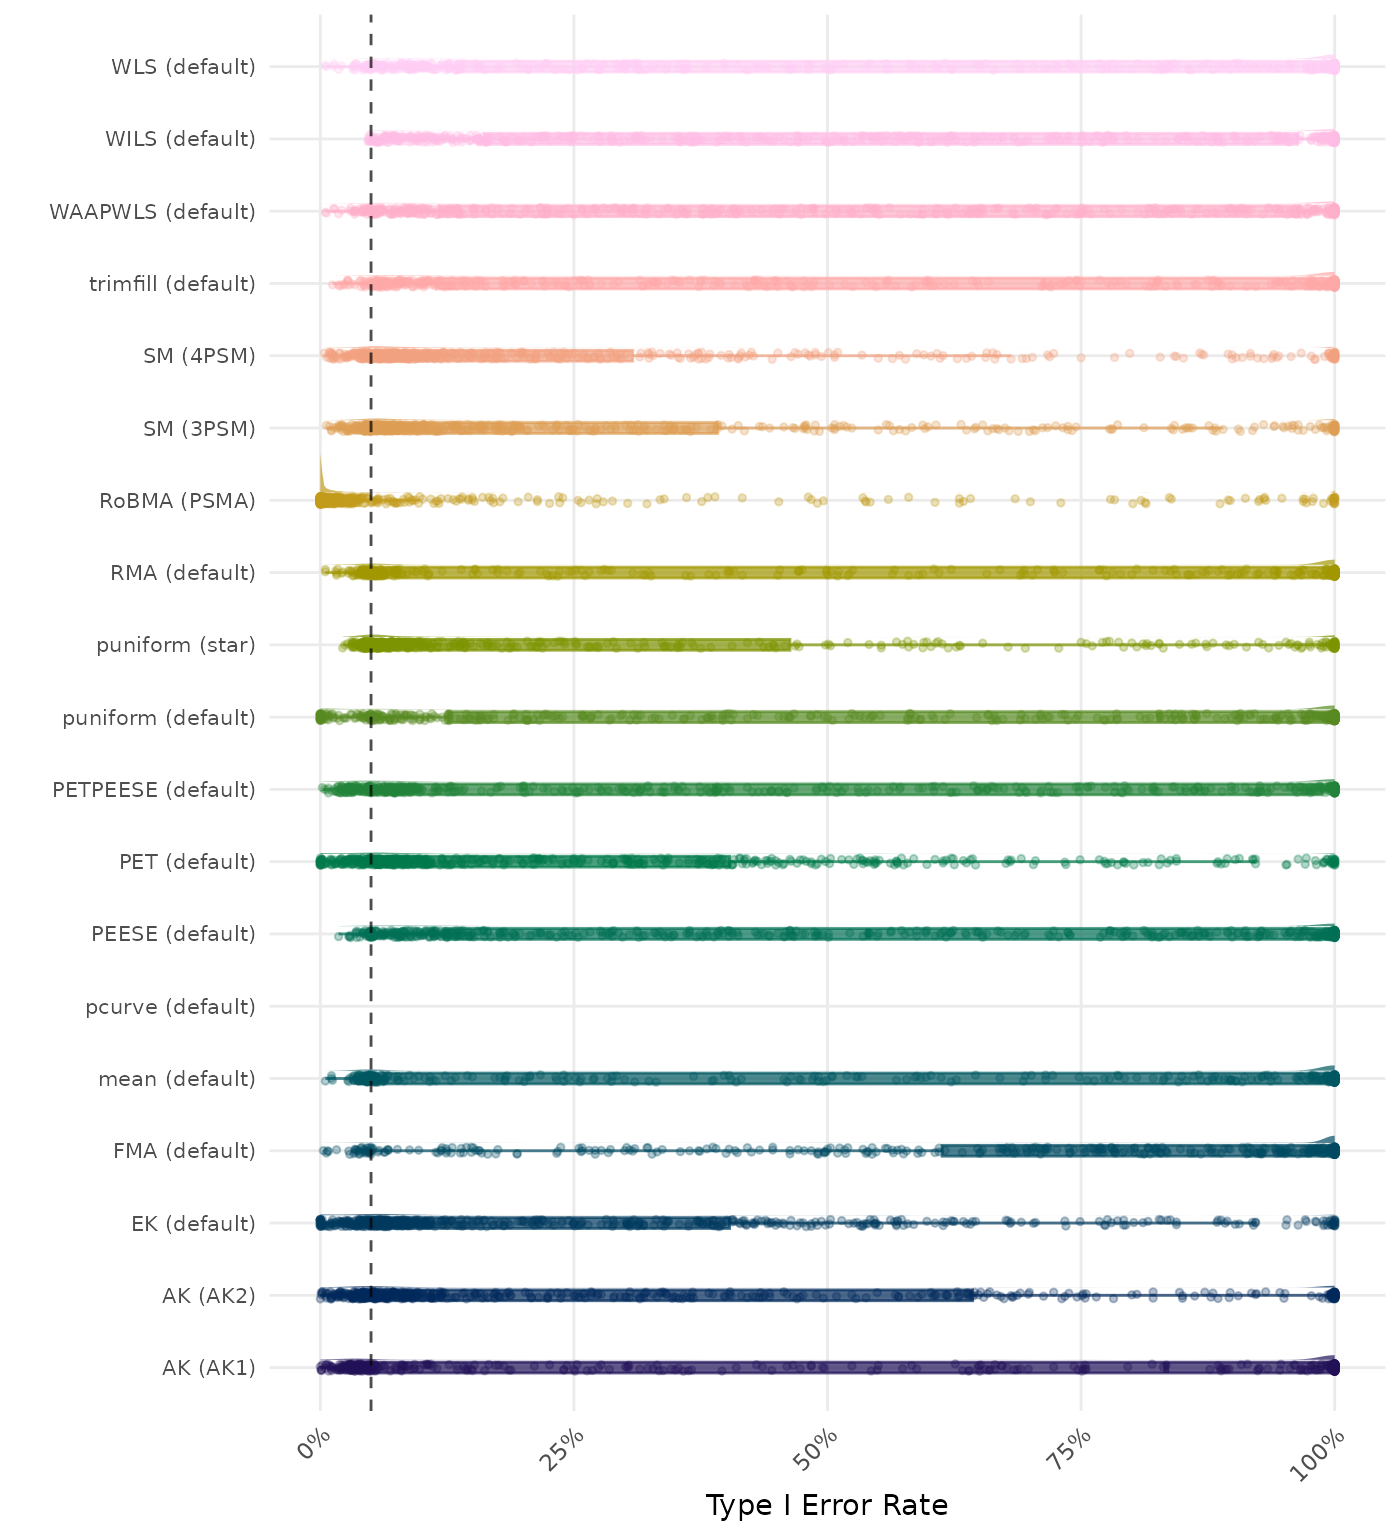 WLS (default)
WILS (default)
WAAPWLS (default)
trimfill (default)
SM (4PSM)
SM (3PSM)
RoBMA (PSMA)
RMA (default)
puniform (star)
puniform (default)
PETPEESE (default)
PET (default)
PEESE (default)
pcurve (default)
mean (default)
FMA (default)
EK (default)
AK (AK2)
AK (AK1)
0%
25%
50%
75%
100%
Type I Error Rate